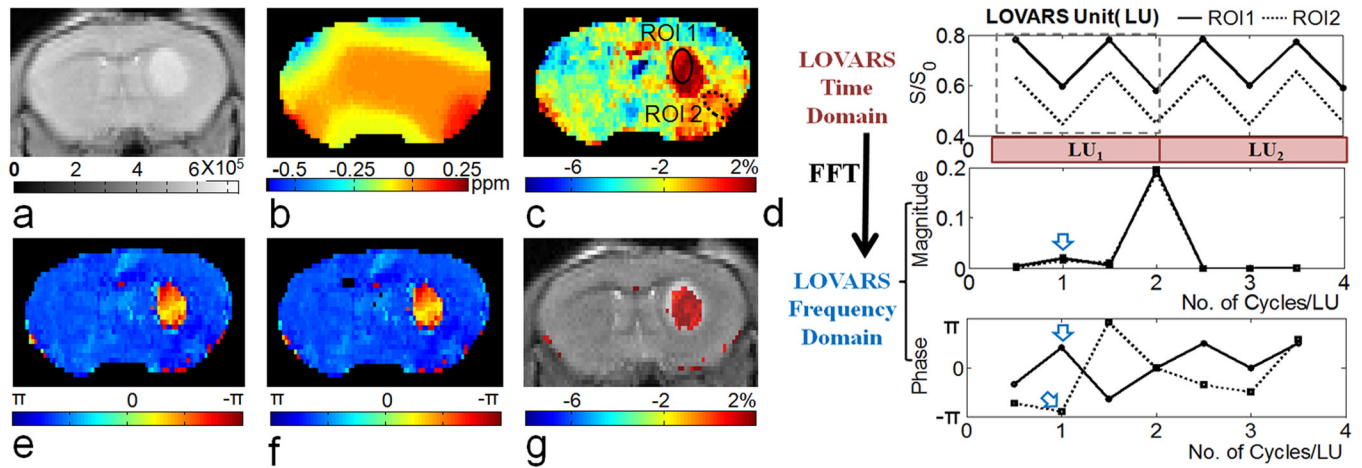 0 2 4 6 X10⁵
a
-0.5 -0.25 0 0.25 ppm
b
ROI 1
ROI 2
-6 -2 2%
c
π 0 -π
e
π 0 -π
f
-6 -2 2%
g
d
LOVARS
Time
Domain
FFT
LOVARS
Frequency
Domain
LOVARS Unit( LU) ROI1 ROI2
S/S₀
0.8
0.6
0.4
0
LU₁ LU₂
Magnitude
0.2
0.1
0
0 1 2 3 4
No. of Cycles/LU
Phase
π
0
-π
0 1 2 3 4
No. of Cycles/LU